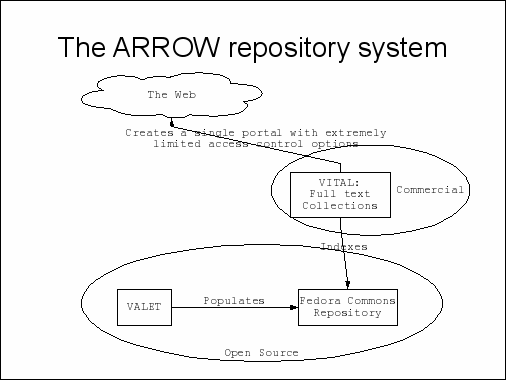 The ARROW repository system
The Web
Creates a single portal with extremely
limited access control options
VITAL:
Full text
Collections
Commercial
Indexes
VALET
Populates
Fedora Commons
Repository
Open Source